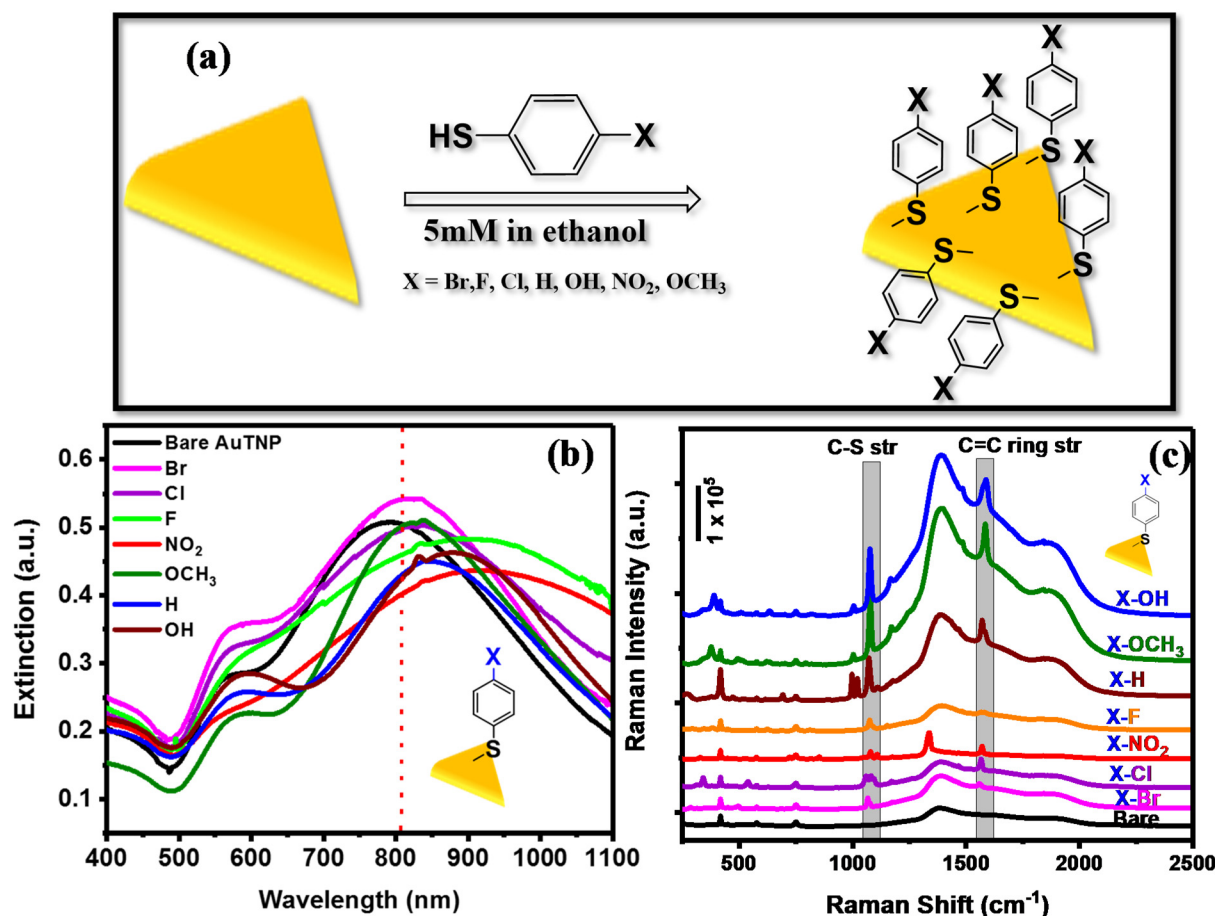 (a)
X
X
X
X
HS
X
S
S
S
S
S
S
X
X
5mM in ethanol
X = Br,F, Cl, H, OH, NO₂, OCH₃
(b)
Bare AuTNP
Br
Cl
F
NO₂
OCH₃
H
OH
0.6
0.5
0.4
0.3
0.2
0.1
Extinction (a.u.)
400 500 600 700 800 900 1000 1100
Wavelength (nm)
X
S
(c)
C-S str
C=C ring str
1 x 10⁵
X
S
X-OH
X-OCH₃
X-H
X-F
X-NO₂
X-Cl
X-Br
Bare
Raman Intensity (a.u.)
500 1000 1500 2000 2500
Raman Shift (cm⁻¹)